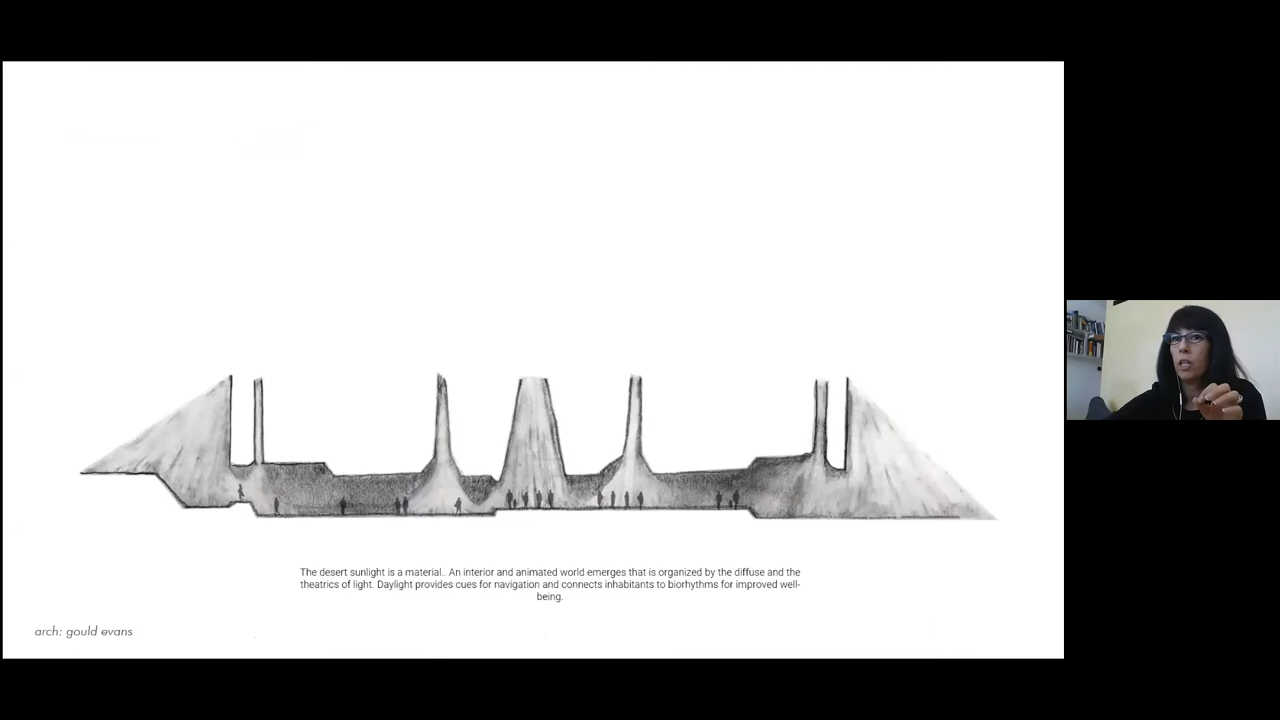 The desert sunlight is a material.. An interior and animated world emerges that is organized by the diffuse and the
theatrics of light. Daylight provides cues for navigation and connects inhabitants to biorhythms for improved well-
being.
arch: gould evans